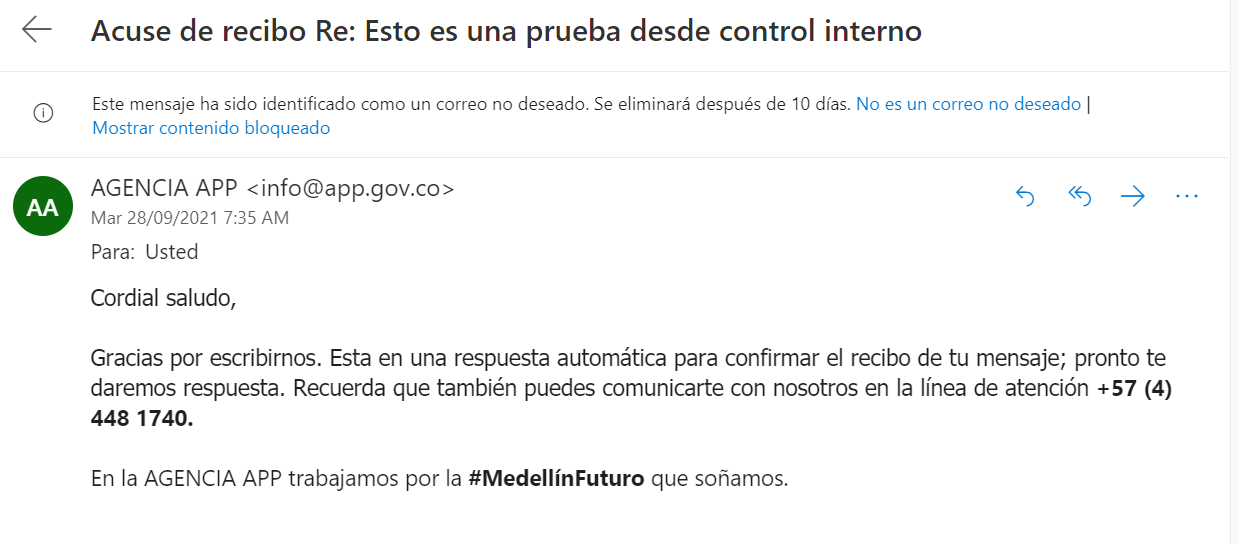 Acuse de recibo Re: Esto es una prueba desde control interno
Este mensaje ha sido identificado como un correo no deseado. Se eliminará después de 10 días. No es un correo no deseado |
Mostrar contenido bloqueado
AA
AGENCIA APP <info@app.gov.co>
Mar 28/09/2021 7:35 AM
Para: Usted
Cordial saludo,
Gracias por escribirnos. Esta en una respuesta automática para confirmar el recibo de tu mensaje; pronto te
daremos respuesta. Recuerda que también puedes comunicarte con nosotros en la línea de atención +57 (4)
448 1740.
En la AGENCIA APP trabajamos por la #MedellínFuturo que soñamos.